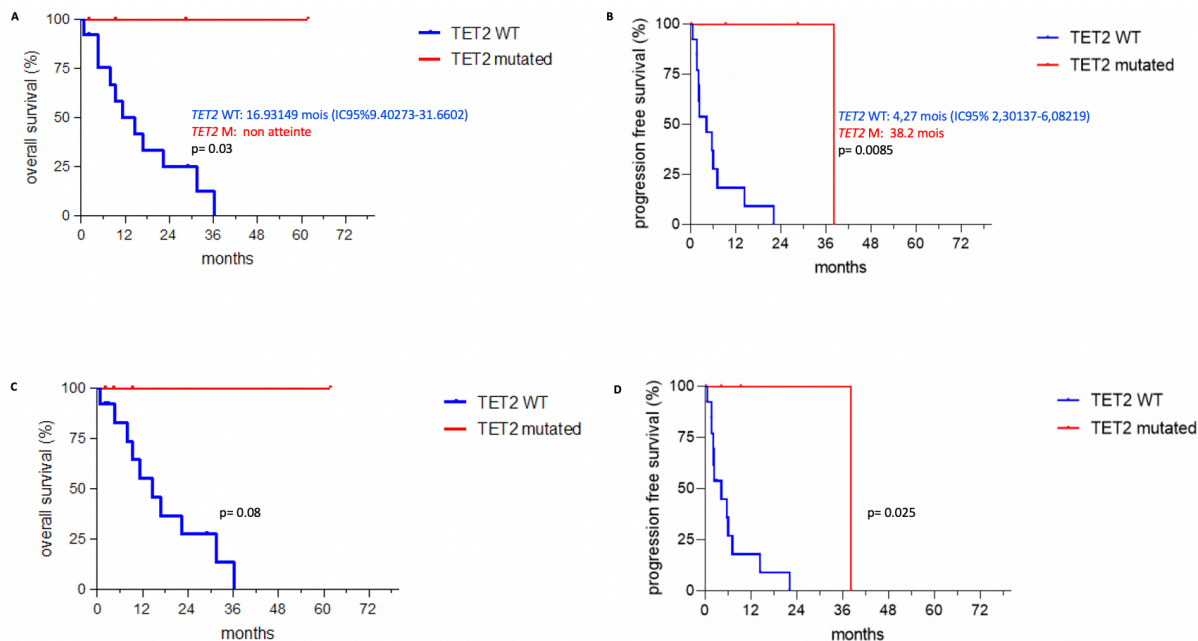 A
overall survival (%)
100
75
50
25
0
0 12 24 36 48 60 72
months
TET2 WT
TET2 mutated
TET2 WT: 16.93149 mois (IC95%9.40273-31.6602)
TET2 M: non atteinte
p= 0.03
B
progression free survival (%)
100
75
50
25
0
0 12 24 36 48 60 72
months
TET2 WT
TET2 mutated
TET2 WT: 4,27 mois (IC95% 2,30137-6,08219)
TET2 M: 38.2 mois
p= 0.0085
C
overall survival (%)
100
75
50
25
0
0 12 24 36 48 60 72
months
TET2 WT
TET2 mutated
p= 0.08
D
progression free survival (%)
100
75
50
25
0
0 12 24 36 48 60 72
months
TET2 WT
TET2 mutated
p= 0.025